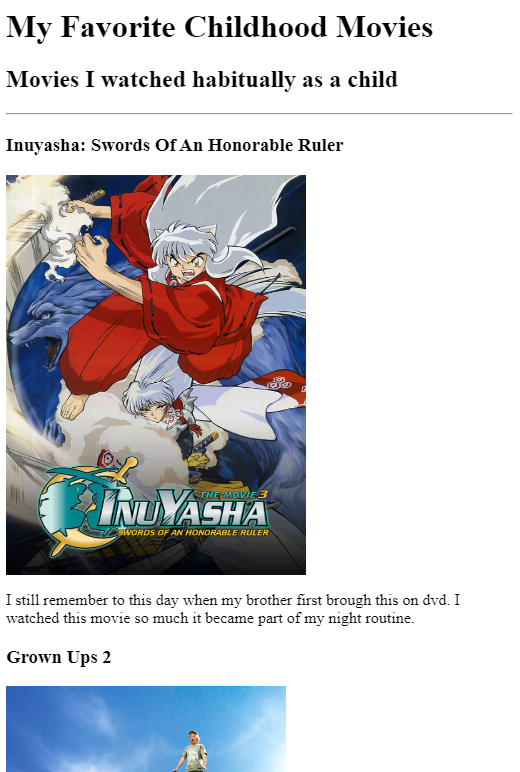 My Favorite Childhood Movies
Movies I watched habitually as a child
Inuyasha: Swords Of An Honorable Ruler
THE MOVIE 3
INUYASHA
SWORDS OF AN HONORABLE RULER
I still remember to this day when my brother first brough this on dvd. I
watched this movie so much it became part of my night routine.
Grown Ups 2